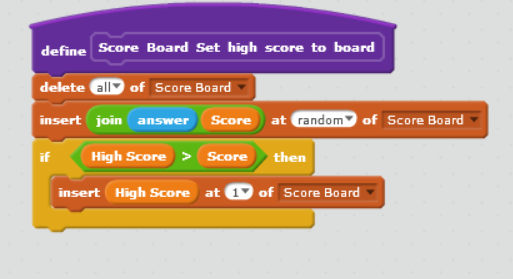 define Score Board Set high score to board
delete all of Score Board
insert join answer Score at random of Score Board
if High Score > Score then
insert High Score at 1 of Score Board